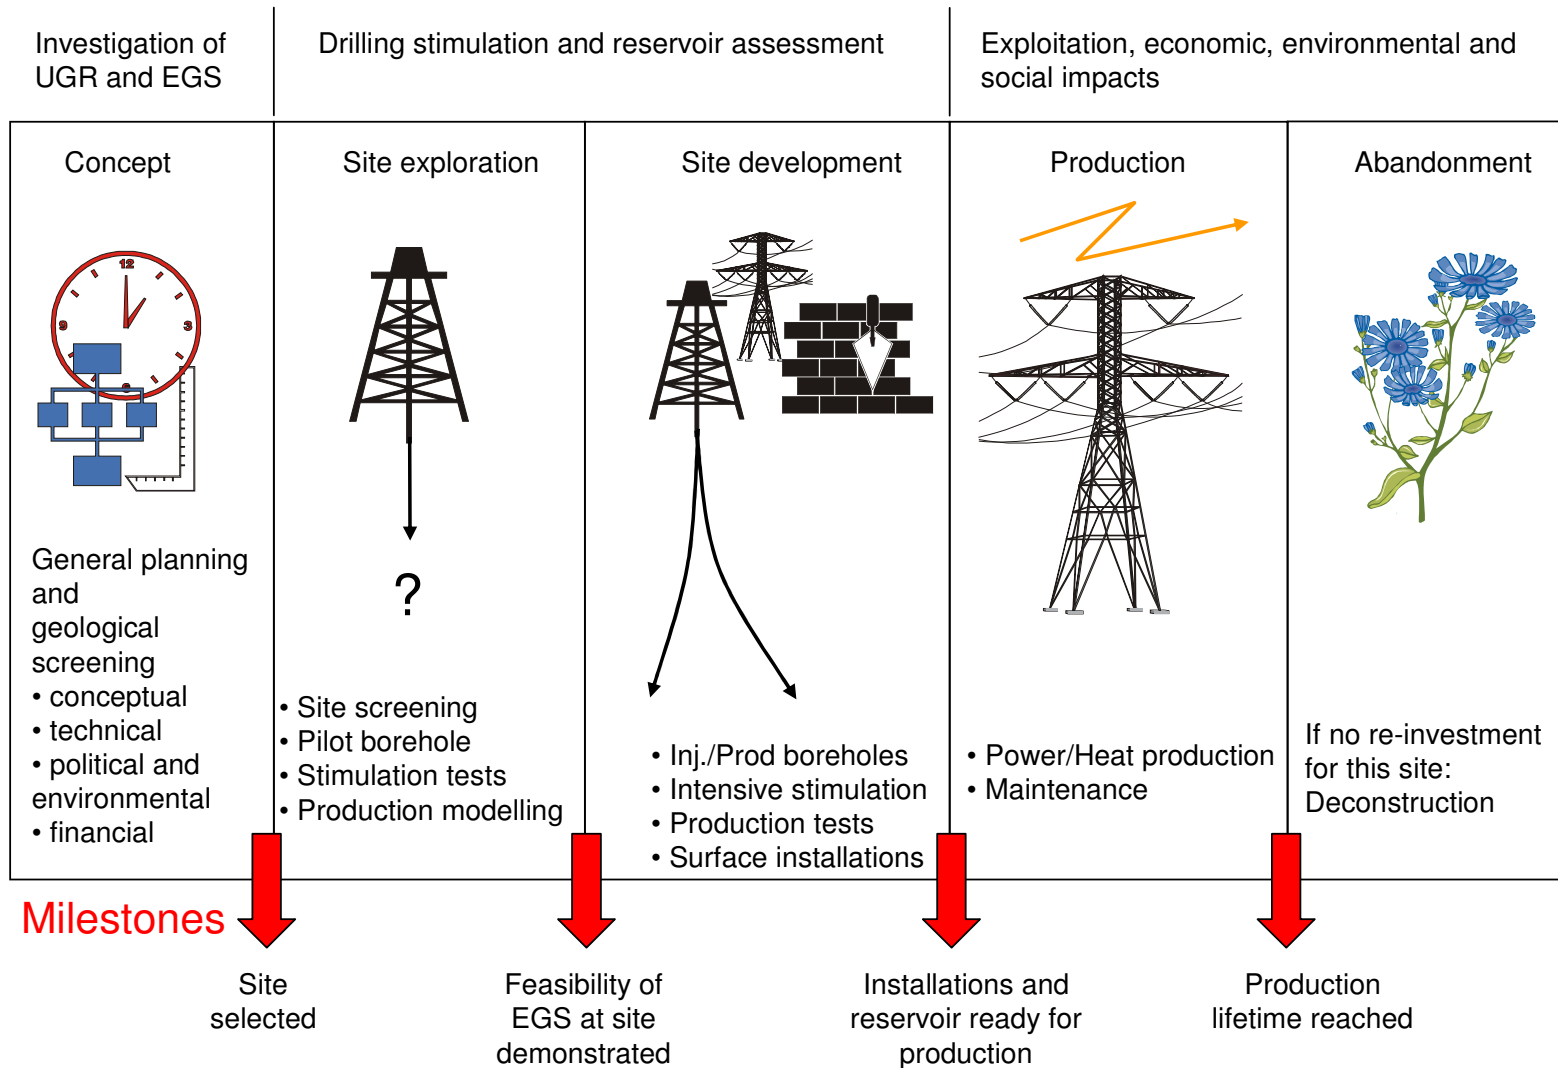 Investigation of
UGR and EGS
Drilling stimulation and reservoir assessment
Exploitation, economic, environmental and
social impacts
Concept
12
3
6
9
General planning
and
geological
screening
• conceptual
• technical
• political and
environmental
• financial
Site exploration
?
• Site screening
• Pilot borehole
• Stimulation tests
• Production modelling
Site development
• Inj./Prod boreholes
• Intensive stimulation
• Production tests
• Surface installations
Production
• Power/Heat production
• Maintenance
Abandonment
If no re-investment
for this site:
Deconstruction
Milestones
Site
selected
Feasibility of
EGS at site
demonstrated
Installations and
reservoir ready for
production
Production
lifetime reached